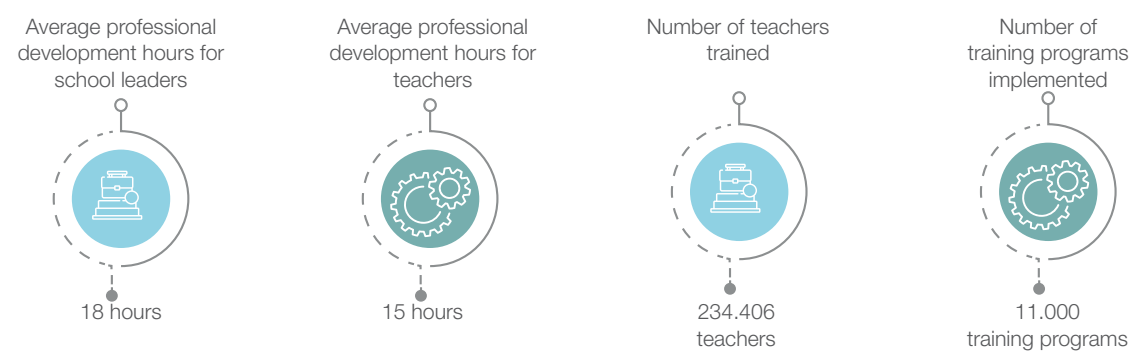 Average professional
development hours for
school leaders
18 hours
Average professional
development hours for
teachers
15 hours
Number of teachers
trained
234.406
teachers
Number of
training programs
implemented
11.000
training programs